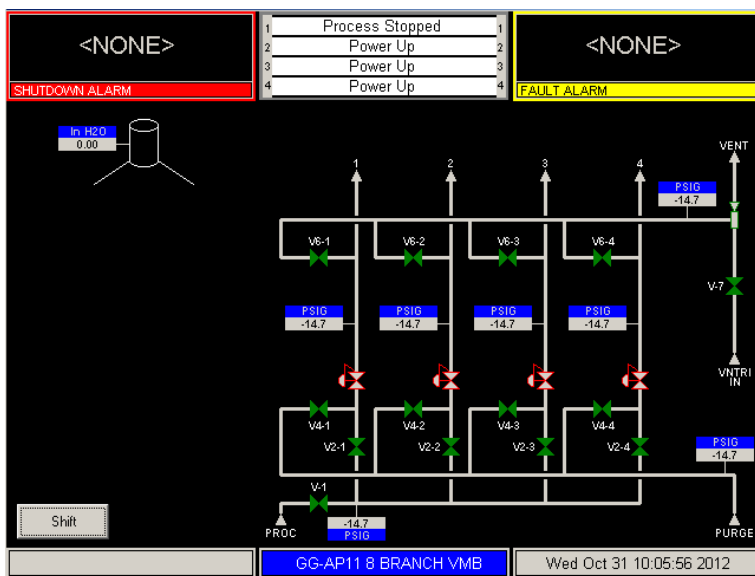 <NONE>
SHUTDOWN ALARM
1 Process Stopped 1
2 Power Up 2
3 Power Up 3
4 Power Up 4
<NONE>
FAULT ALARM
In H2O
0.00
VENT
1 2 3 4
PSIG
-14.7
V6-1 V6-2 V6-3 V6-4
V-7
PSIG PSIG PSIG PSIG
-14.7 -14.7 -14.7 -14.7
VNTRI
IN
V4-1 V4-2 V4-3 V4-4
V2-1 V2-2 V2-3 V2-4
PSIG
-14.7
V-1
Shift
-14.7
PSIG
PROC
PURGE
GG-AP11 8 BRANCH VMB
Wed Oct 31 10:05:56 2012